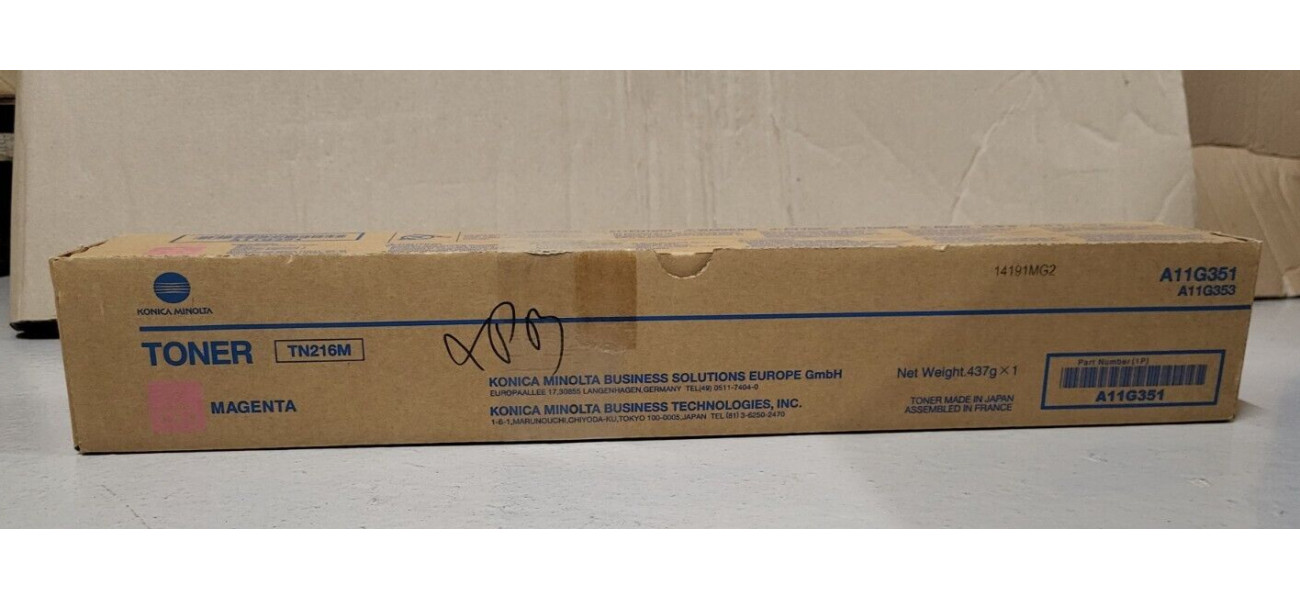 KONICA MINOLTA
14191MG2
A11G351
A11G353
TONER TN216M
MAGENTA
KONICA MINOLTA BUSINESS SOLUTIONS EUROPE GmbH
EUROPAALLEE 17,30855 LANGENHAGEN,GERMANY TEL(49) 0511-7404-0
KONICA MINOLTA BUSINESS TECHNOLOGIES, INC.
1-6-1,MARUNOUCHI,CHIYODA-KU,TOKYO 100-0005,JAPAN TEL(81) 3-6250-2470
Net Weight.437g×1
TONER MADE IN JAPAN
ASSEMBLED IN FRANCE
Part Number(1P)
A11G351